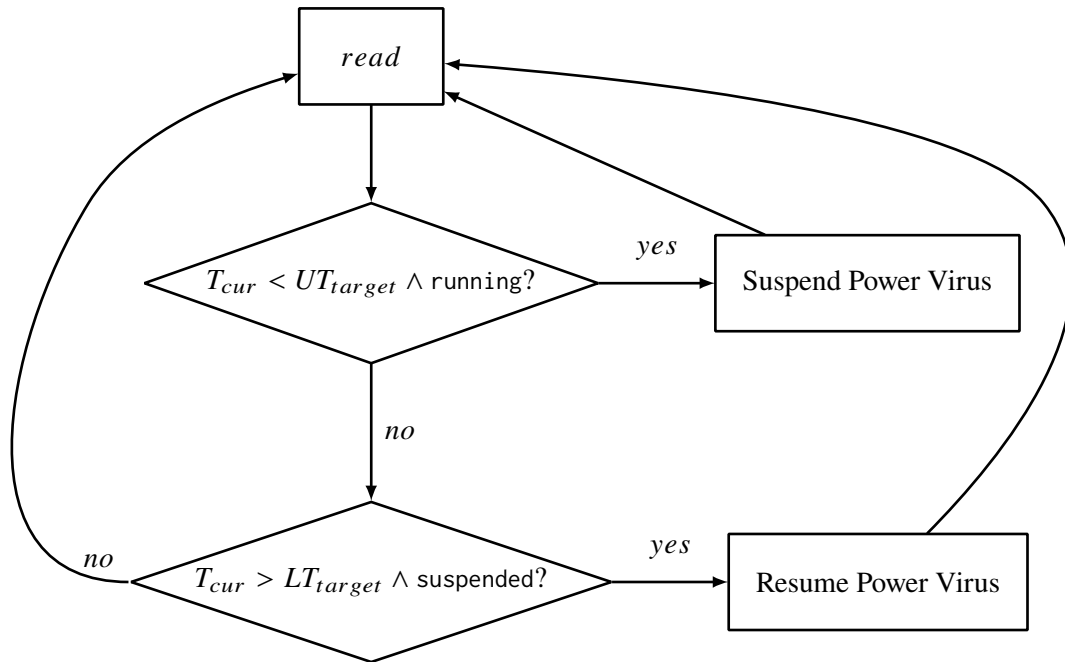 read
T_cur < UT_target ∧ running?
yes
Suspend Power Virus
no
T_cur > LT_target ∧ suspended?
no
yes
Resume Power Virus